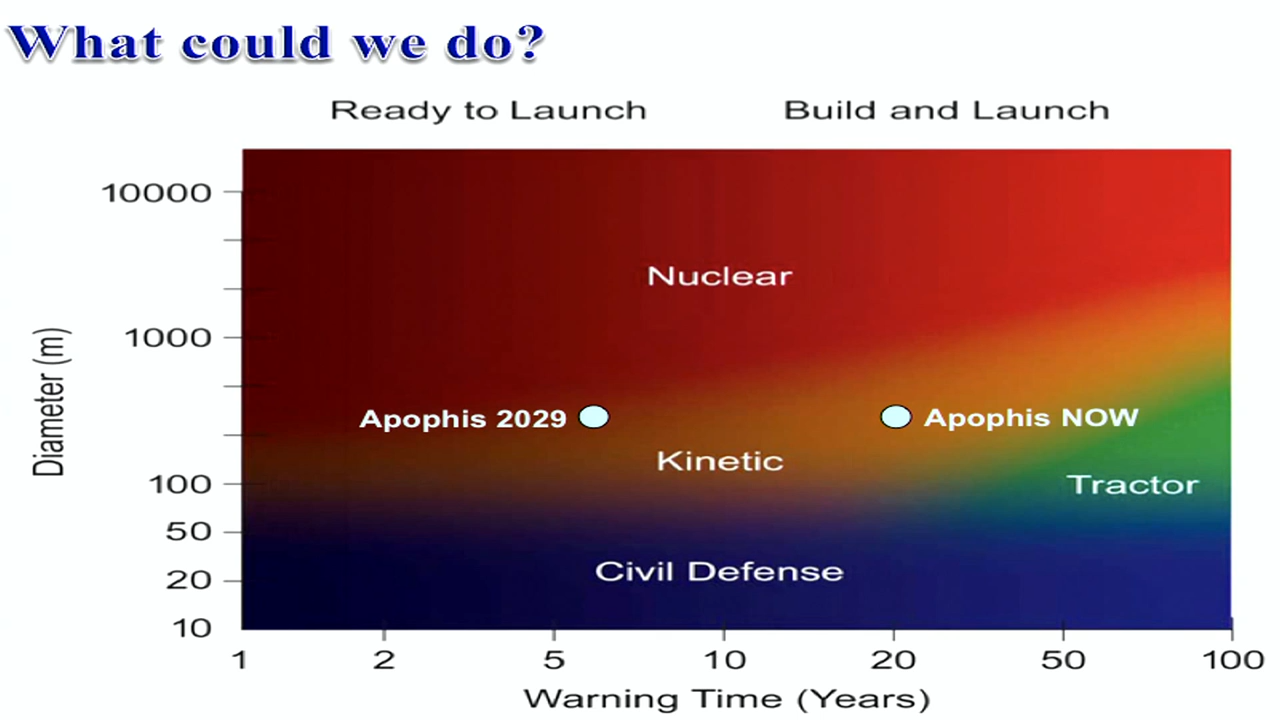 What could we do?
Ready to Launch
Build and Launch
10000
Nuclear
1000
Diameter (m)
Apophis 2029
Apophis NOW
Kinetic
100
Tractor
50
Civil Defense
20
10
1 2 5 10 20 50 100
Warning Time (Years)